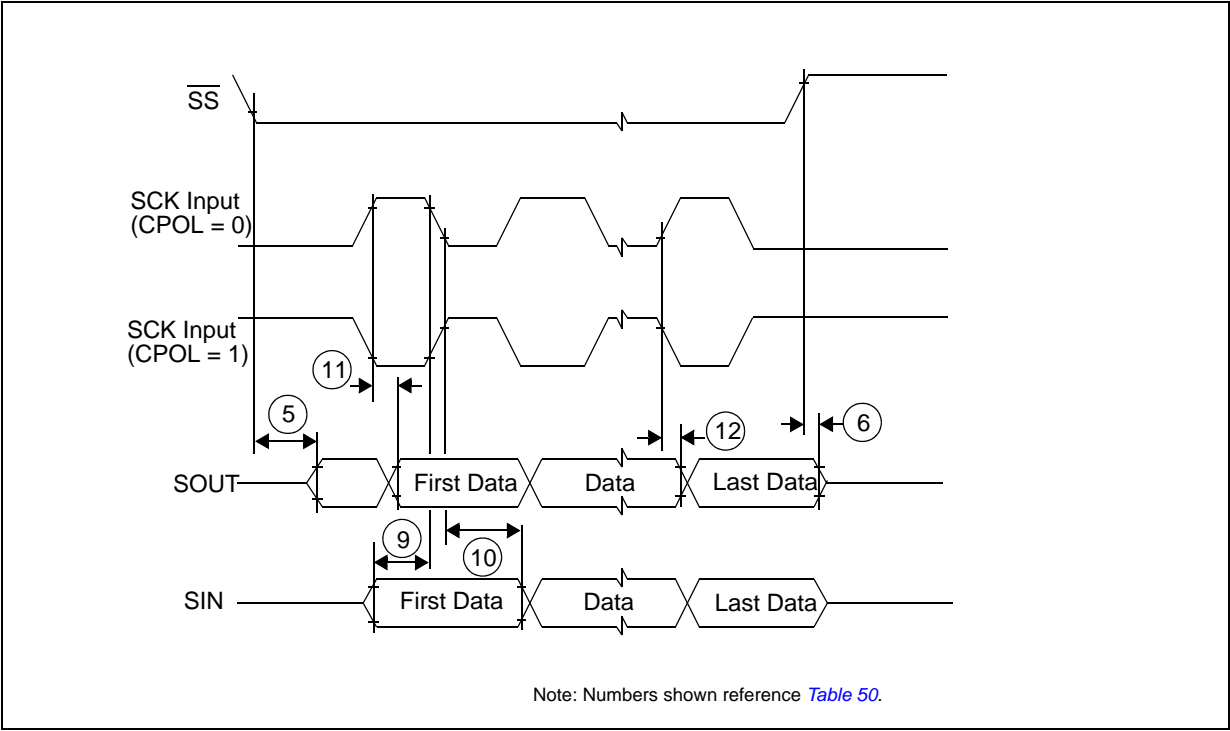 SS
SCK Input
(CPOL = 0)
SCK Input
(CPOL = 1)
11
5
12
6
SOUT
First Data
Data
Last Data
9
10
SIN
First Data
Data
Last Data
Note: Numbers shown reference Table 50.